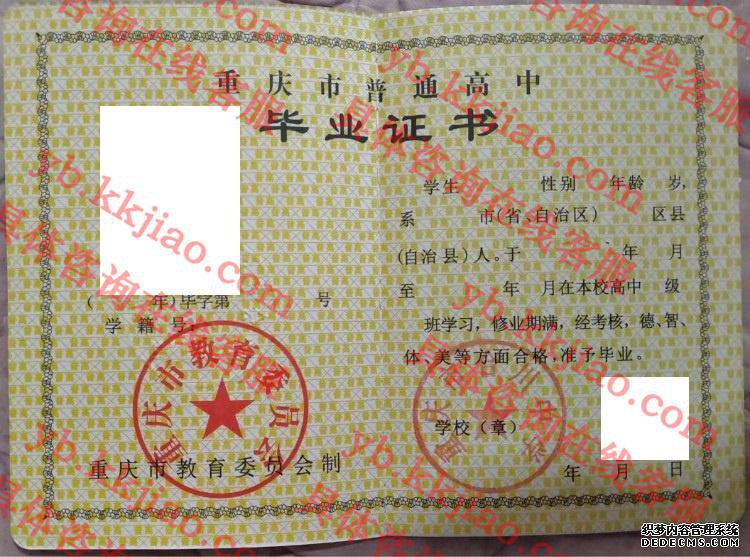 重庆市普通高中
毕业证书
(　　年)毕字第　　号
学籍号:
重庆市教育委员会
重庆市教育委员会制
学生　　性别　年龄　岁,
系　　市(省、自治区)　　区县
(自治县)人。于　　年　月
至　　年　月在本校高中　级
班学习, 修业期满, 经考核, 德、智、
体、美等方面合格, 准予毕业。
学校（章）
年　月　日
具体咨询在线客服
yb.kkjiao.com
织梦内容管理系统
DEDECMS.COM